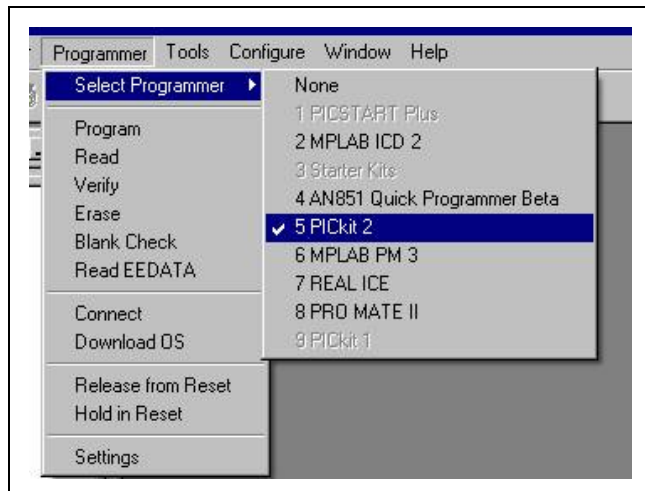 Programmer Tools Configure Window Help
Select Programmer
Program
Read
Verify
Erase
Blank Check
Read EEDATA
Connect
Download OS
Release from Reset
Hold in Reset
Settings
None
1 PICSTART Plus
2 MPLAB ICD 2
3 Starter Kits
4 AN851 Quick Programmer Beta
5 PICkit 2
6 MPLAB PM 3
7 REAL ICE
8 PRO MATE II
9 PICkit 1